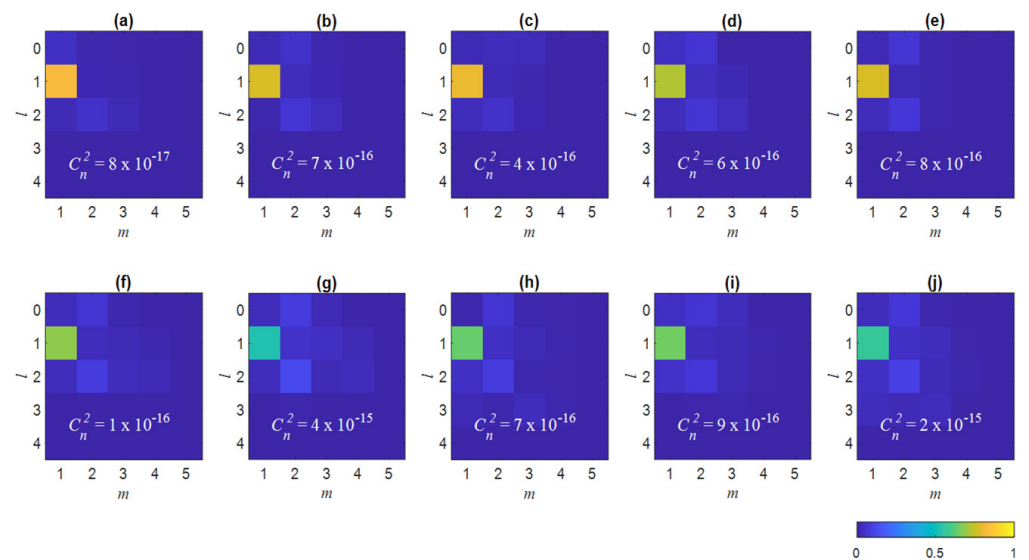 (a) (b) (c) (d) (e)
0 0 0 0 0
1 1 1 1 1
l l l l l
2 2 2 2 2
3 3 3 3 3
C_n^2 = 8 x 10^-17 C_n^2 = 7 x 10^-16 C_n^2 = 4 x 10^-16 C_n^2 = 6 x 10^-16 C_n^2 = 8 x 10^-16
4 4 4 4 4
1 2 3 4 5 1 2 3 4 5 1 2 3 4 5 1 2 3 4 5 1 2 3 4 5
m m m m m
(f) (g) (h) (i) (j)
0 0 0 0 0
1 1 1 1 1
l l l l l
2 2 2 2 2
3 3 3 3 3
C_n^2 = 1 x 10^-16 C_n^2 = 4 x 10^-15 C_n^2 = 7 x 10^-16 C_n^2 = 9 x 10^-16 C_n^2 = 2 x 10^-15
4 4 4 4 4
1 2 3 4 5 1 2 3 4 5 1 2 3 4 5 1 2 3 4 5 1 2 3 4 5
m m m m m
0 0.5 1